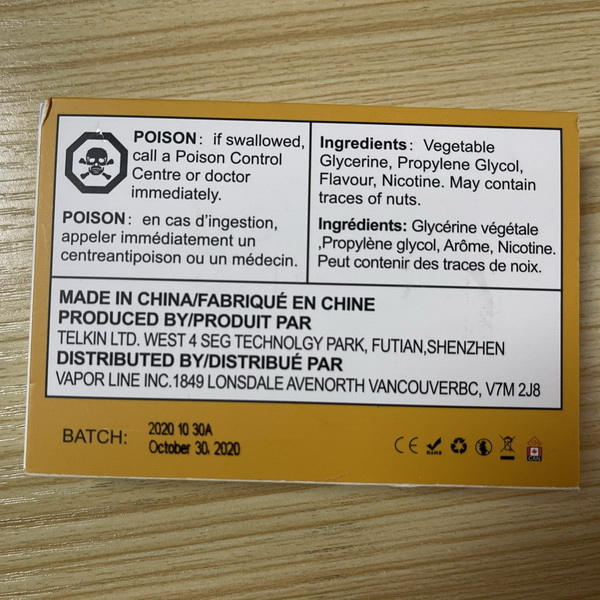 POISON: if swallowed,
call a Poison Control
Centre or doctor
immediately.
POISON: en cas d'ingestion,
appeler immédiatement un
centreantipoison ou un médecin.
Ingredients: Vegetable
Glycerine, Propylene Glycol,
Flavour, Nicotine. May contain
traces of nuts.
Ingrédients: Glycérine végétale
,Propylène glycol, Arôme, Nicotine.
Peut contenir des traces de noix.
MADE IN CHINA/FABRIQUÉ EN CHINE
PRODUCED BY/PRODUIT PAR
TELKIN LTD. WEST 4 SEG TECHNOLGY PARK, FUTIAN,SHENZHEN
DISTRIBUTED BY/DISTRIBUÉ PAR
VAPOR LINE INC.1849 LONSDALE AVENORTH VANCOUVERBC, V7M 2J8
BATCH: 2020 10 30A
October 30, 2020
CE RoHS CAN